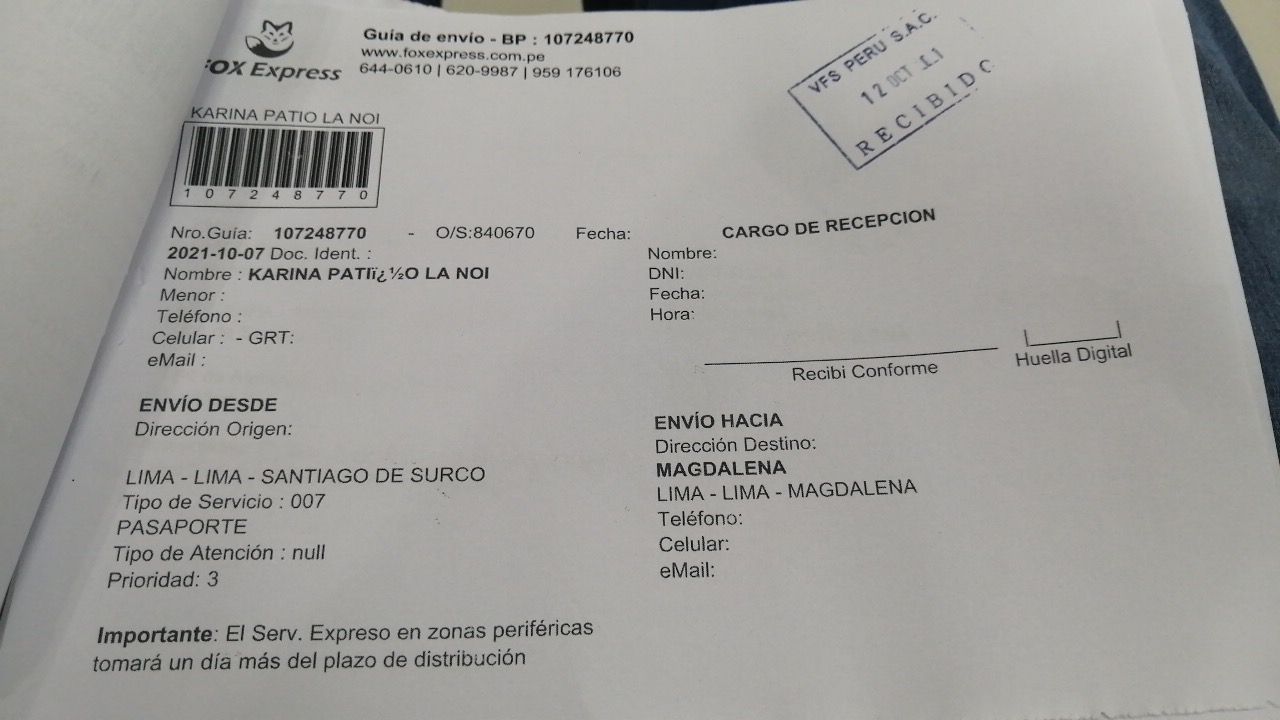 FOX Express
Guía de envío - BP : 107248770
www.foxexpress.com.pe
644-0610 | 620-9987 | 959 176106
VFS PERU S.A.C.
12 OCT
RECIBIDO
KARINA PATIO LA NOI
107248770
Nro.Guía: 107248770 - O/S:840670 Fecha:
2021-10-07 Doc. Ident. :
Nombre : KARINA PATIï¿½O LA NOI
Menor :
Teléfono :
Celular : - GRT:
eMail :
CARGO DE RECEPCION
Nombre:
DNI:
Fecha:
Hora:
Recibi Conforme
Huella Digital
ENVÍO DESDE
Dirección Origen:
LIMA - LIMA - SANTIAGO DE SURCO
Tipo de Servicio : 007
PASAPORTE
Tipo de Atención : null
Prioridad: 3
ENVÍO HACIA
Dirección Destino:
MAGDALENA
LIMA - LIMA - MAGDALENA
Teléfono:
Celular:
eMail:
Importante: El Serv. Expreso en zonas periféricas
tomará un día más del plazo de distribución